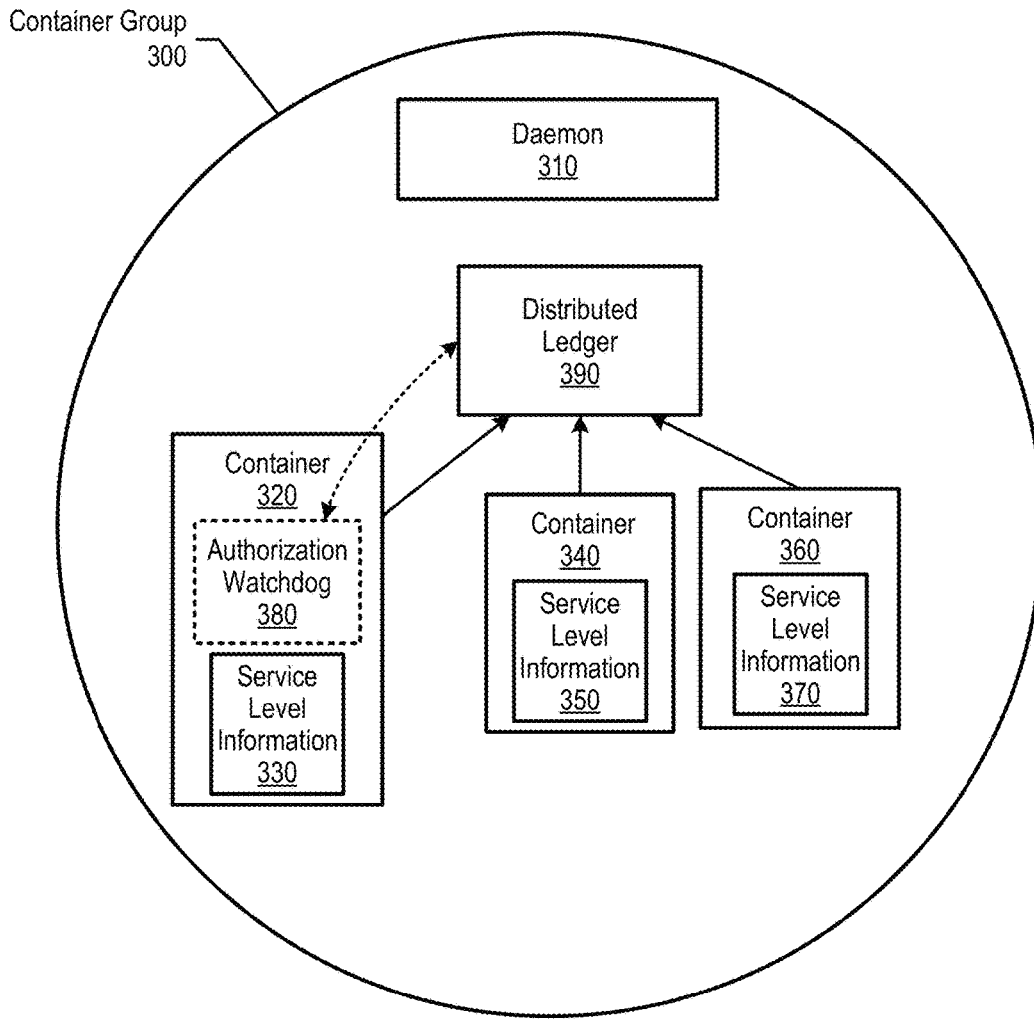 Container Group
300
Daemon
310
Distributed
Ledger
390
Container
320
Authorization
Watchdog
380
Service
Level
Information
330
Container
340
Service
Level
Information
350
Container
360
Service
Level
Information
370